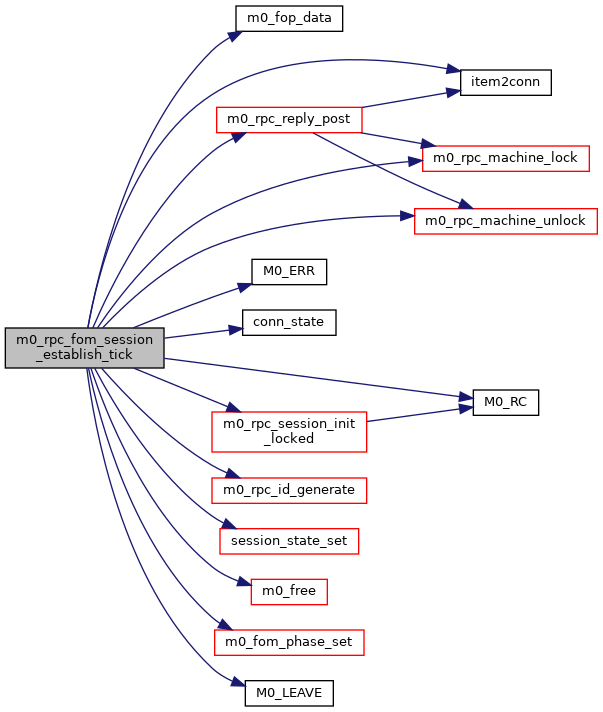 m0_fop_data
item2conn
m0_rpc_reply_post
m0_rpc_machine_lock
m0_rpc_machine_unlock
M0_ERR
conn_state
m0_rpc_fom_session
_establish_tick
M0_RC
m0_rpc_session_init
_locked
m0_rpc_id_generate
session_state_set
m0_free
m0_fom_phase_set
M0_LEAVE